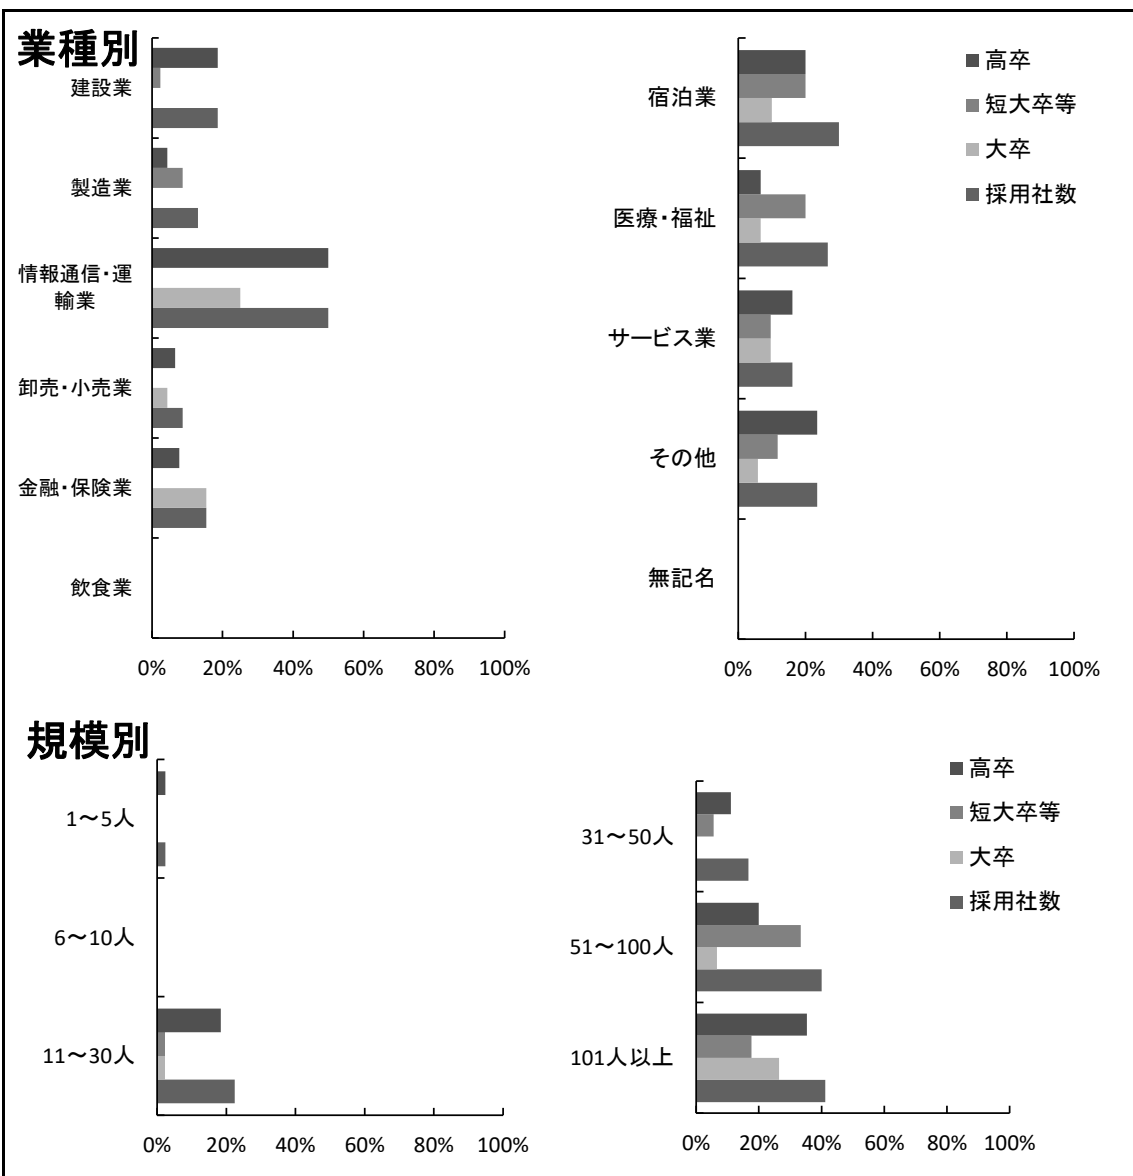 業種別
建設業
製造業
情報通信・運
輸業
卸売・小売業
金融・保険業
飲食業
0% 20% 40% 60% 80% 100%
宿泊業
医療・福祉
サービス業
その他
無記名
0% 20% 40% 60% 80% 100%
高卒
短大卒等
大卒
採用社数
規模別
1～5人
6～10人
11～30人
0% 20% 40% 60% 80% 100%
31～50人
51～100人
101人以上
0% 20% 40% 60% 80% 100%
高卒
短大卒等
大卒
採用社数